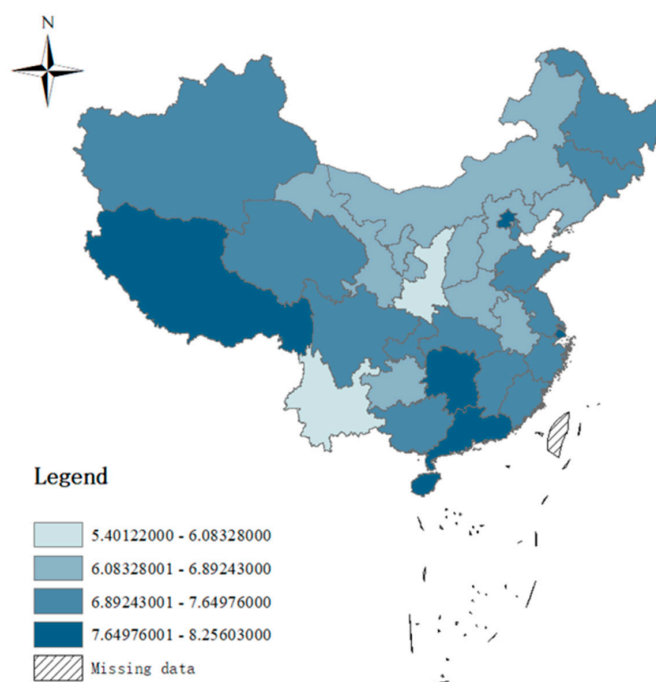 N
Legend
5.40122000 - 6.08328000
6.08328001 - 6.89243000
6.89243001 - 7.64976000
7.64976001 - 8.25603000
Missing data